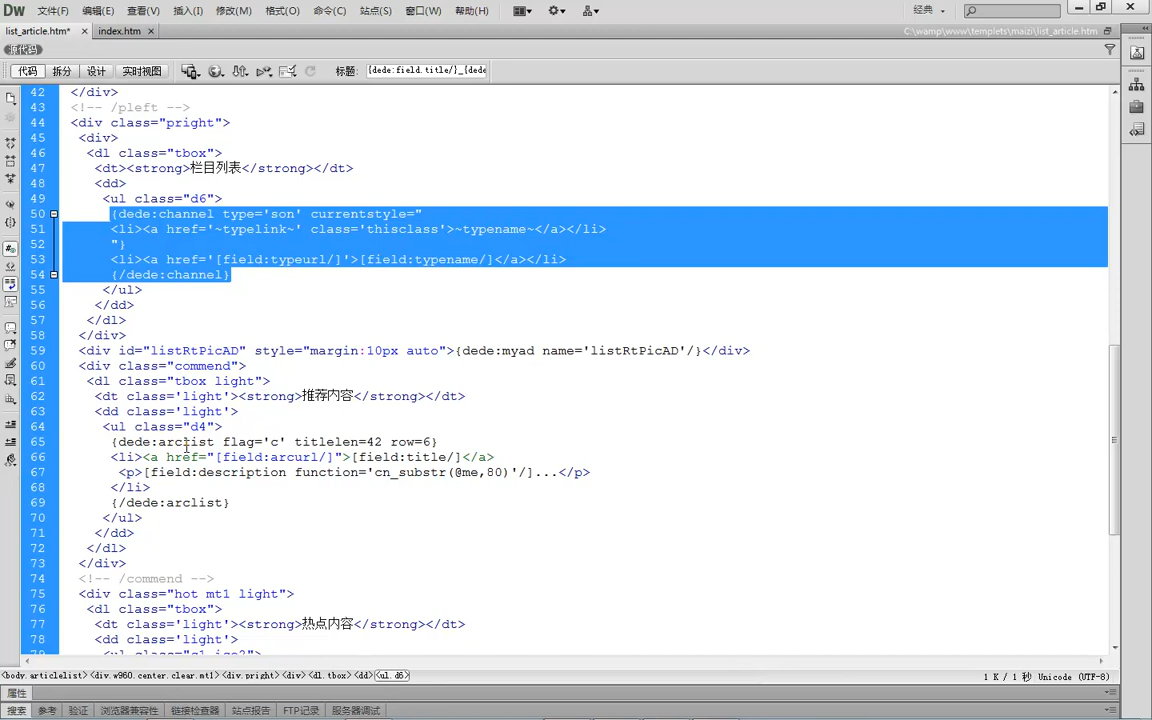 Dw 文件(F) 编辑(E) 查看(V) 插入(I) 修改(M) 格式(O) 命令(C) 站点(S) 窗口(W) 帮助(H) 经典
list_article.htm* × index.htm × C:\wamp\www\templets\maizi\list_article.htm
源代码
代码 拆分 设计 实时视图 标题: {dede:field.title/}_{dede
42 </div>
43 <!-- /pleft -->
44 <div class="pright">
45 <div>
46 <dl class="tbox">
47 <dt><strong>栏目列表</strong></dt>
48 <dd>
49 <ul class="d6">
50 {dede:channel type='son' currentstyle="
51 <li><a href='~typelink~' class='thisclass'>~typename~</a></li>
52 "}
53 <li><a href='[field:typeurl/]'>[field:typename/]</a></li>
54 {/dede:channel}
55 </ul>
56 </dd>
57 </dl>
58 </div>
59 <div id="listRtPicAD" style="margin:10px auto">{dede:myad name='listRtPicAD'/}</div>
60 <div class="commend">
61 <dl class="tbox light">
62 <dt class='light'><strong>推荐内容</strong></dt>
63 <dd class='light'>
64 <ul class="d4">
65 {dede:arclist flag='c' titlelen=42 row=6}
66 <li><a href="[field:arcurl/]">[field:title/]</a>
67 <p>[field:description function='cn_substr(@me,80)'/]...</p>
68 </li>
69 {/dede:arclist}
70 </ul>
71 </dd>
72 </dl>
73 </div>
74 <!-- /commend -->
75 <div class="hot mt1 light">
76 <dl class="tbox">
77 <dt class='light'><strong>热点内容</strong></dt>
78 <dd class='light'>
79 <ul class="c1 ico2">
<body.articlelist> <div.w960.center.clear.mt1> <div.pright> <div> <dl.tbox> <dd> <ul.d6> 1 K / 1 秒 Unicode (UTF-8)
属性
搜索 参考 验证 浏览器兼容性 链接检查器 站点报告 FTP记录 服务器调试